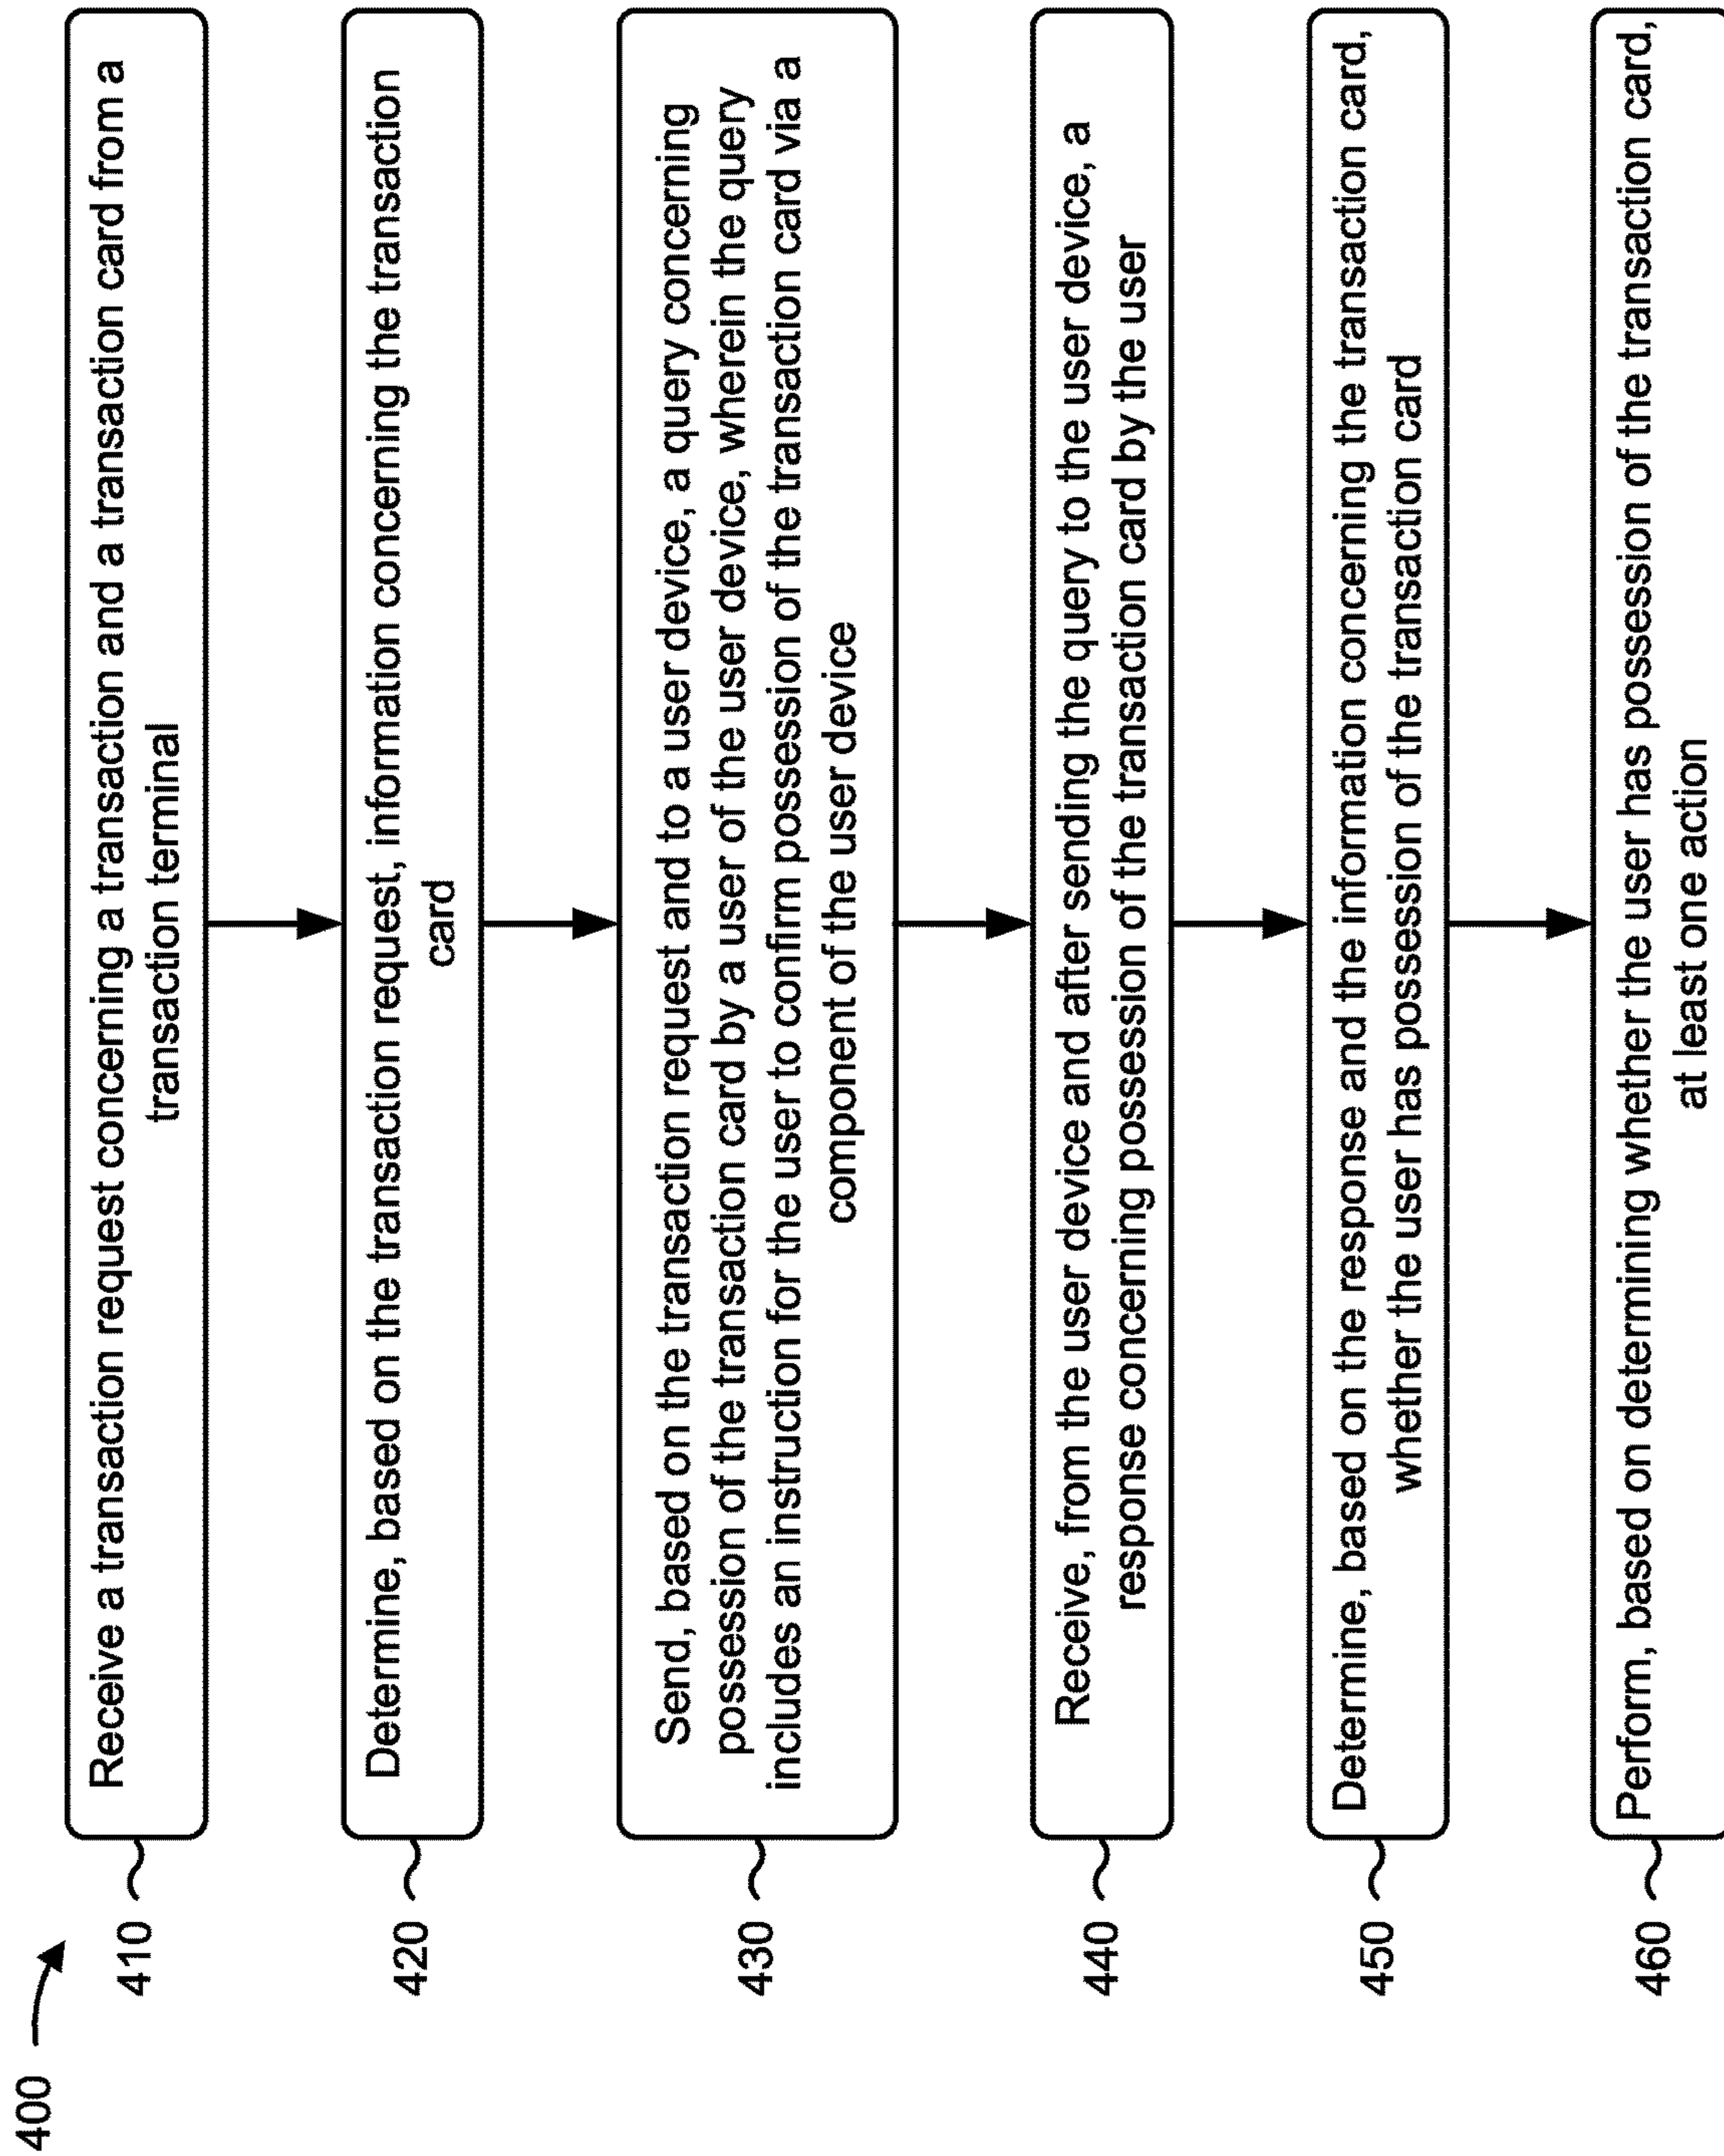 400
410
Receive a transaction request concerning a transaction and a transaction card from a
transaction terminal
420
Determine, based on the transaction request, information concerning the transaction
card
430
Send, based on the transaction request and to a user device, a query concerning
possession of the transaction card by a user of the user device, wherein the query
includes an instruction for the user to confirm possession of the transaction card via a
component of the user device
440
Receive, from the user device and after sending the query to the user device, a
response concerning possession of the transaction card by the user
450
Determine, based on the response and the information concerning the transaction card,
whether the user has possession of the transaction card
460
Perform, based on determining whether the user has possession of the transaction card,
at least one action